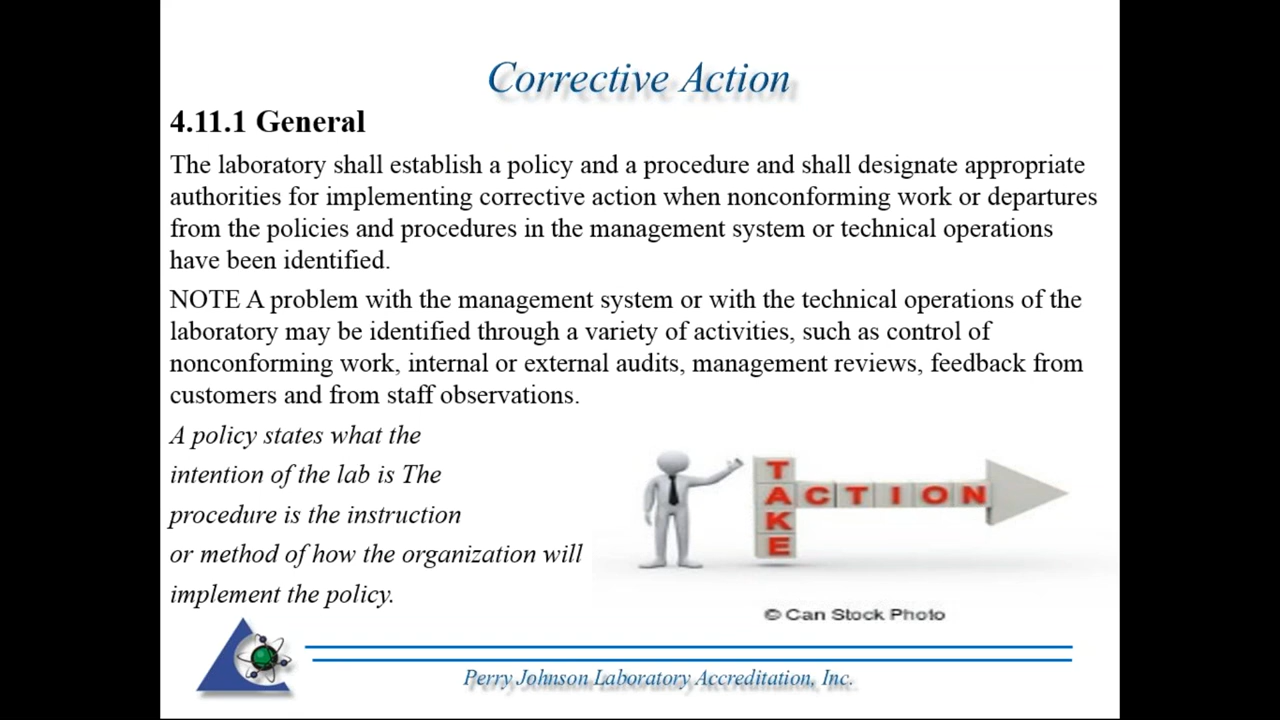 Corrective Action
4.11.1 General
The laboratory shall establish a policy and a procedure and shall designate appropriate
authorities for implementing corrective action when nonconforming work or departures
from the policies and procedures in the management system or technical operations
have been identified.
NOTE A problem with the management system or with the technical operations of the
laboratory may be identified through a variety of activities, such as control of
nonconforming work, internal or external audits, management reviews, feedback from
customers and from staff observations.
A policy states what the
intention of the lab is The
procedure is the instruction
or method of how the organization will
implement the policy.
TAKE
ACTION
© Can Stock Photo
Perry Johnson Laboratory Accreditation, Inc.